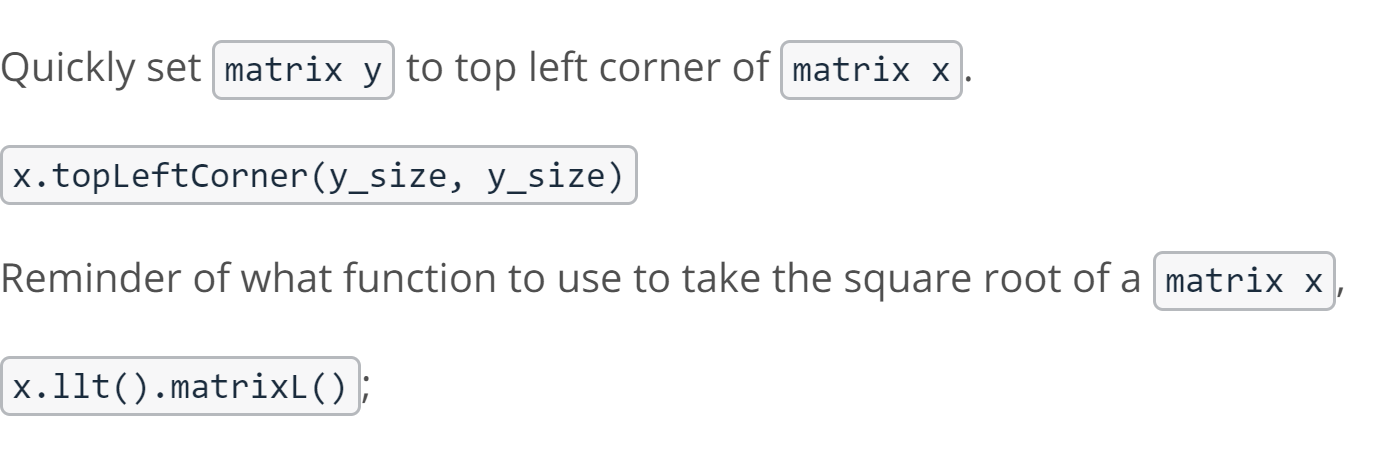 Quickly set matrix y to top left corner of matrix x.
x.topLeftCorner(y_size, y_size)
Reminder of what function to use to take the square root of a matrix x,
x.llt().matrixL();